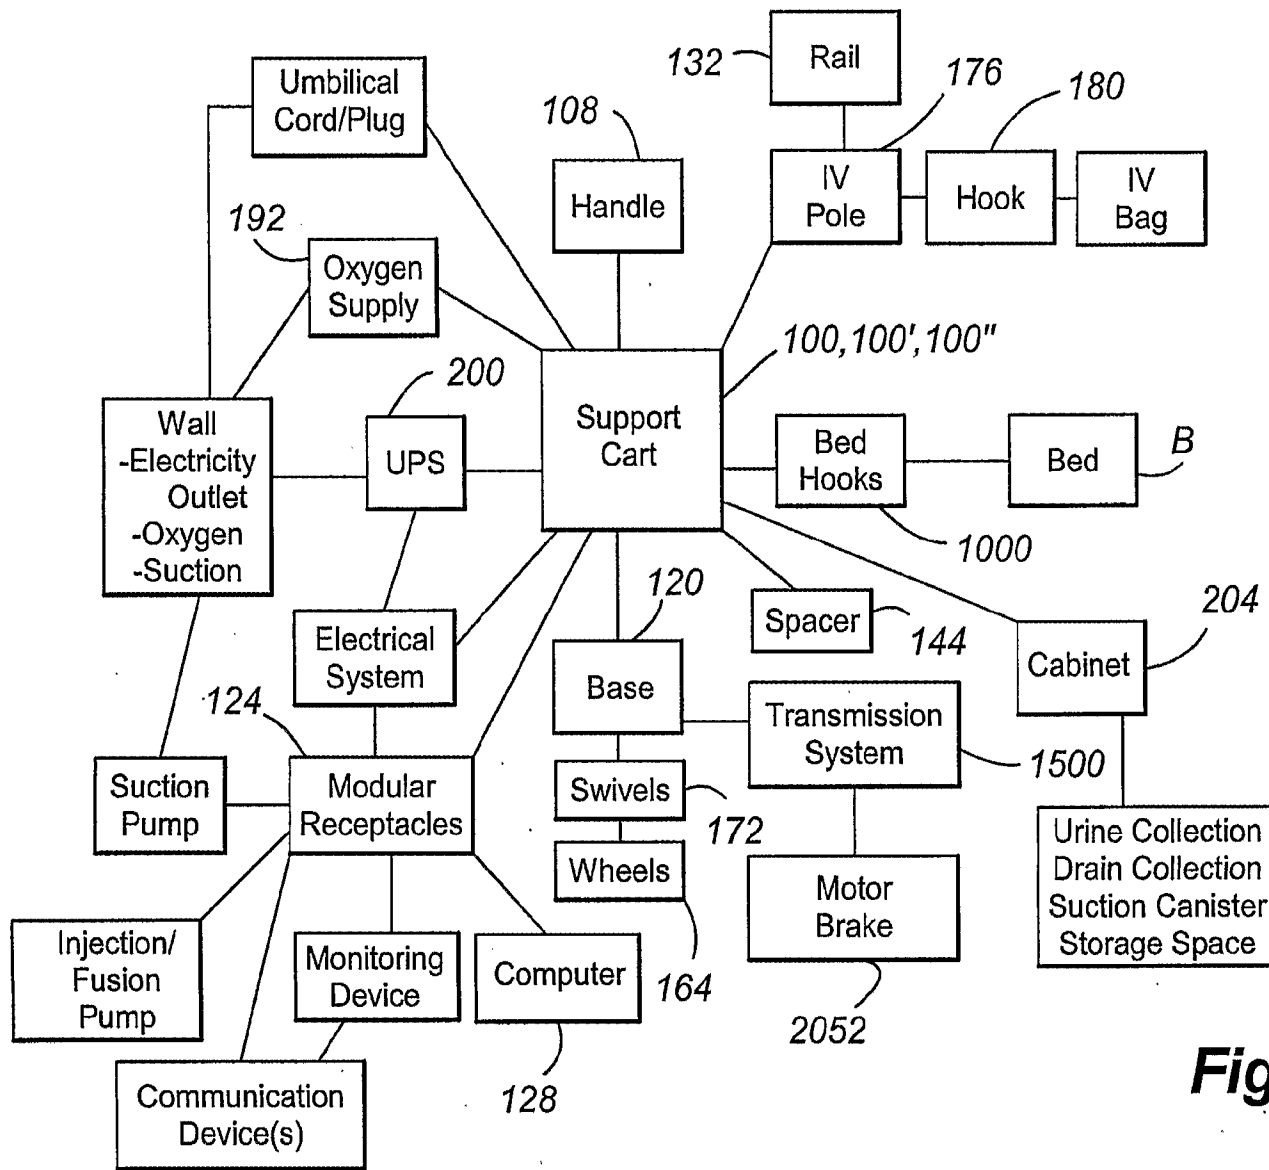 132
Rail
176
180
Umbilical
Cord/Plug
108
Handle
IV
Pole
Hook
IV
Bag
192
Oxygen
Supply
100,100',100"
200
Support
Cart
Wall
-Electricity
Outlet
-Oxygen
-Suction
UPS
Bed
Hooks
Bed
B
1000
120
Spacer
144
204
Electrical
System
Base
Cabinet
124
Transmission
System
1500
Suction
Pump
Modular
Receptacles
Swivels
172
Wheels
Motor
Brake
Urine Collection
Drain Collection
Suction Canister
Storage Space
Injection/
Fusion
Pump
Monitoring
Device
Computer
164
2052
Communication
Device(s)
128
Fig